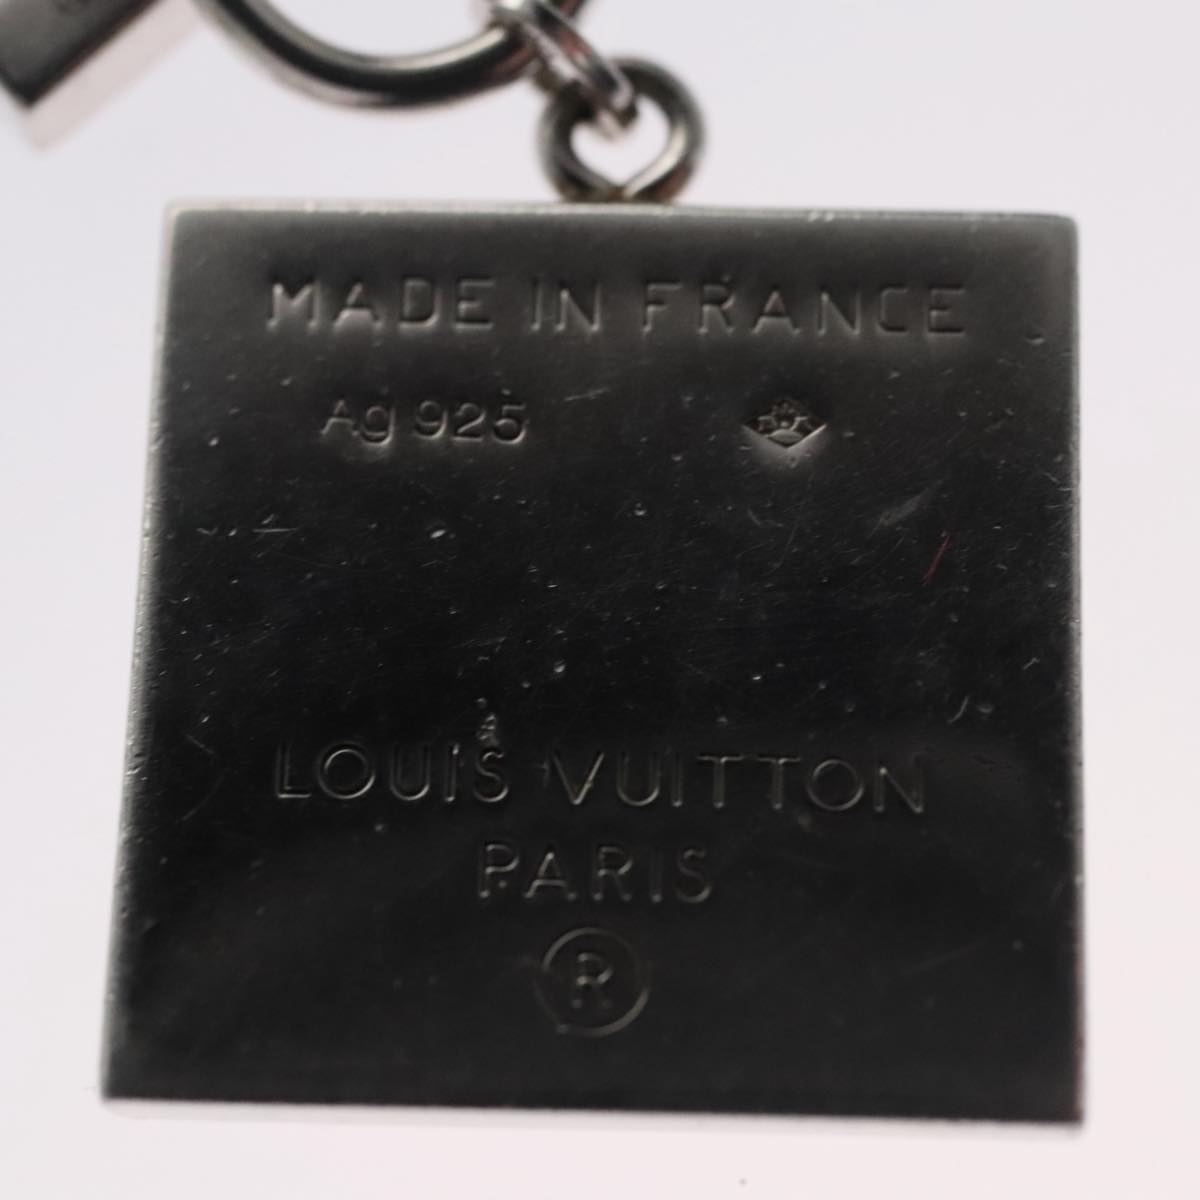 MADE IN FRANCE
Ag 925
LOUIS VUITTON
PARIS
®